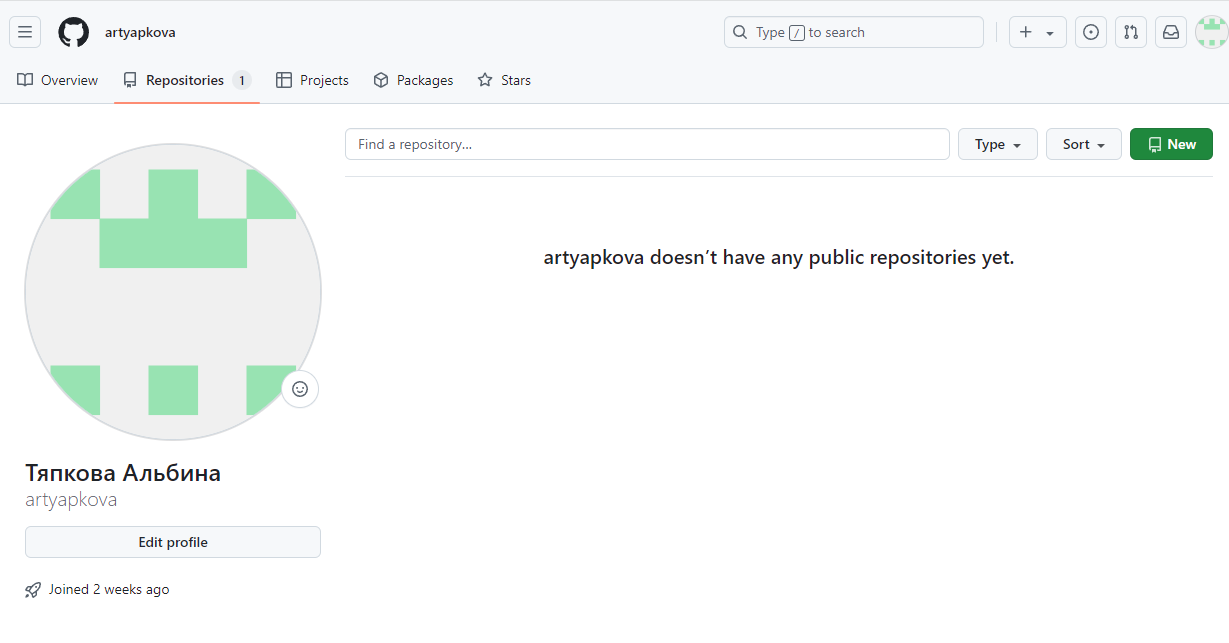 artyapkova
Type / to search
Overview Repositories 1 Projects Packages Stars
Find a repository… Type Sort New
artyapkova doesn’t have any public repositories yet.
Тяпкова Альбина
artyapkova
Edit profile
Joined 2 weeks ago